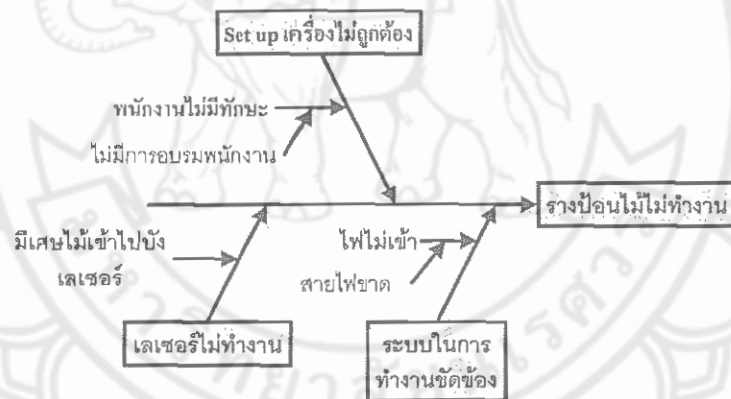 Set up เครื่องไม่ถูกต้อง
พนักงานไม่มีทักษะ
ไม่มีการอบรมพนักงาน
รางป้อนไม้ไม่ทำงาน
มีเศษไม้เข้าไปบัง
เลเซอร์
ไฟไม่เข้า
สายไฟขาด
เลเซอร์ไม่ทำงาน
ระบบในการ
ทำงานขัดข้อง